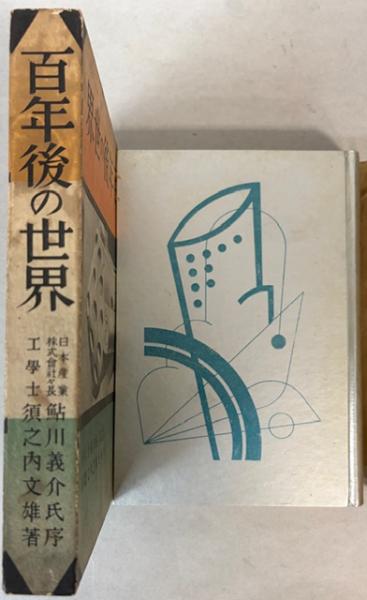 百年後の世界
日本産業
株式會社々長
鮎川義介氏序
工學士須之内文雄著